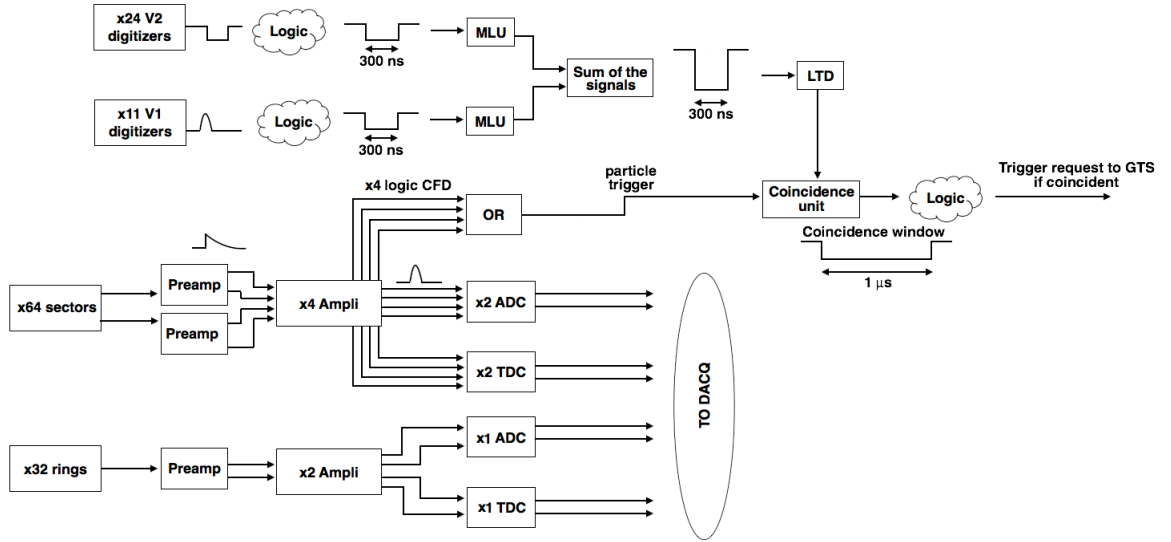 x24 V2
digitizers
Logic
300 ns
MLU
Sum of the
signals
300 ns
LTD
x11 V1
digitizers
Logic
300 ns
MLU
x4 logic CFD
OR
particle
trigger
Coincidence
unit
Logic
Trigger request to GTS
if coincident
Coincidence window
1 μs
x64 sectors
Preamp
Preamp
x4 Ampli
x2 ADC
x2 TDC
TO DACQ
x32 rings
Preamp
x2 Ampli
x1 ADC
x1 TDC